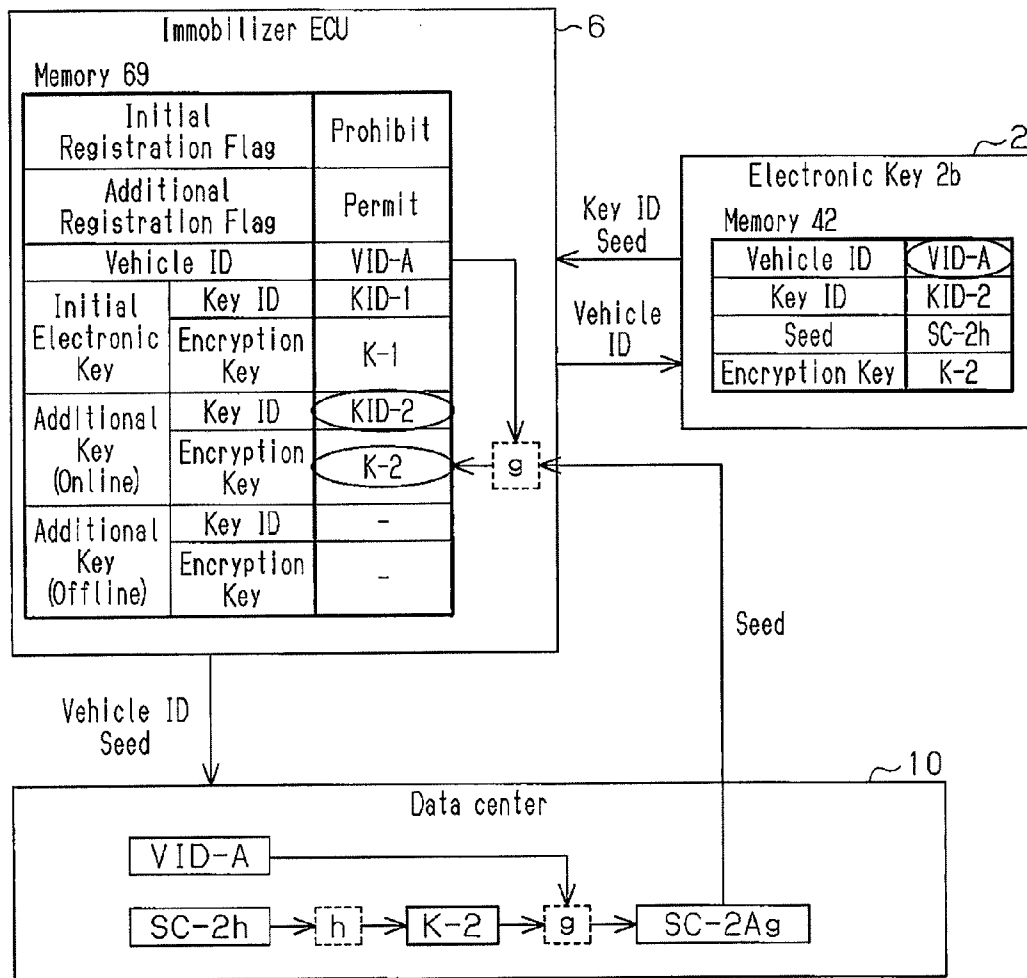 Immobilizer ECU
6
Memory 69
Initial
Registration Flag
Prohibit
Additional
Registration Flag
Permit
Vehicle ID
VID-A
Initial
Electronic
Key
Key ID
KID-1
Encryption
Key
K-1
Additional
Key
(Online)
Key ID
KID-2
Encryption
Key
K-2
Additional
Key
(Offline)
Key ID
-
Encryption
Key
-
g
Key ID
Seed
Vehicle
ID
2
Electronic Key 2b
Memory 42
Vehicle ID
VID-A
Key ID
KID-2
Seed
SC-2h
Encryption Key
K-2
Seed
Vehicle ID
Seed
10
Data center
VID-A
SC-2h
h
K-2
g
SC-2Ag